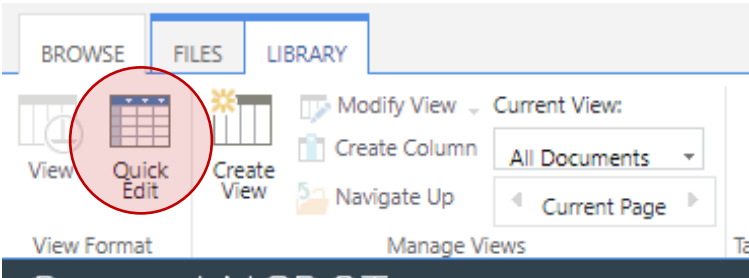 BROWSE FILES LIBRARY
View
Quick
Edit
Create
View
Modify View
Create Column
Navigate Up
Current View:
All Documents
Current Page
View Format
Manage Views